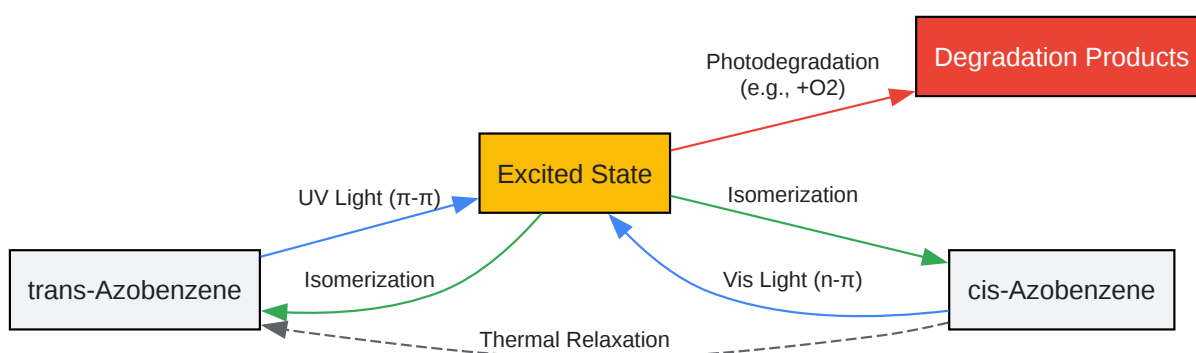 Photodegradation
(e.g., +O2)
Degradation Products
Excited State
UV Light (π-π)
Isomerization
Isomerization
trans-Azobenzene
Vis Light (n-π)
cis-Azobenzene
Thermal Relaxation